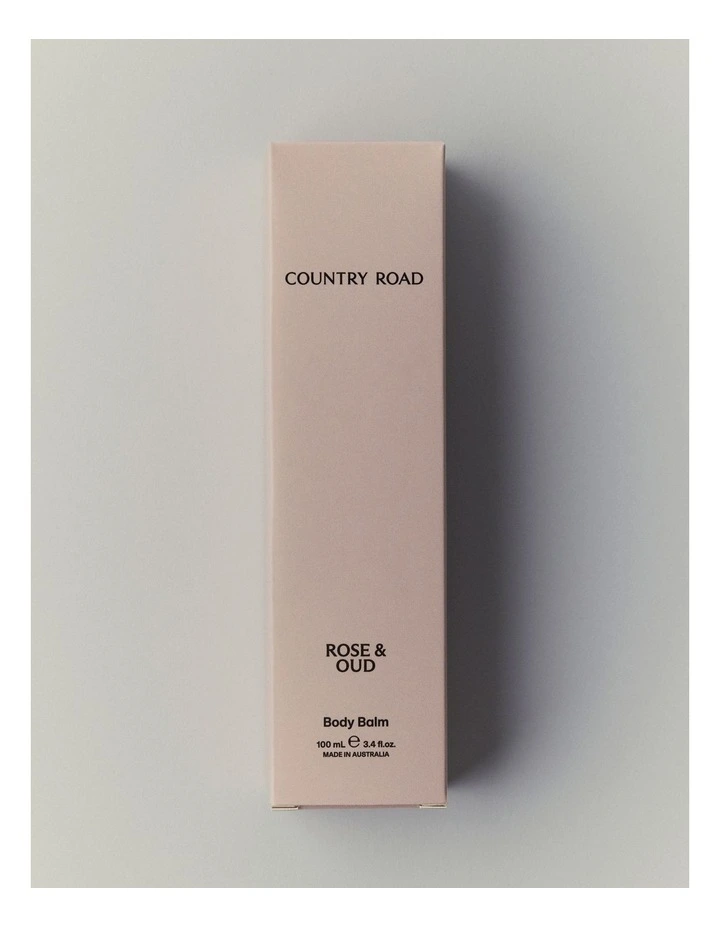 COUNTRY ROAD
ROSE &
OUD
Body Balm
100 mL ℮ 3.4 fl.oz.
MADE IN AUSTRALIA